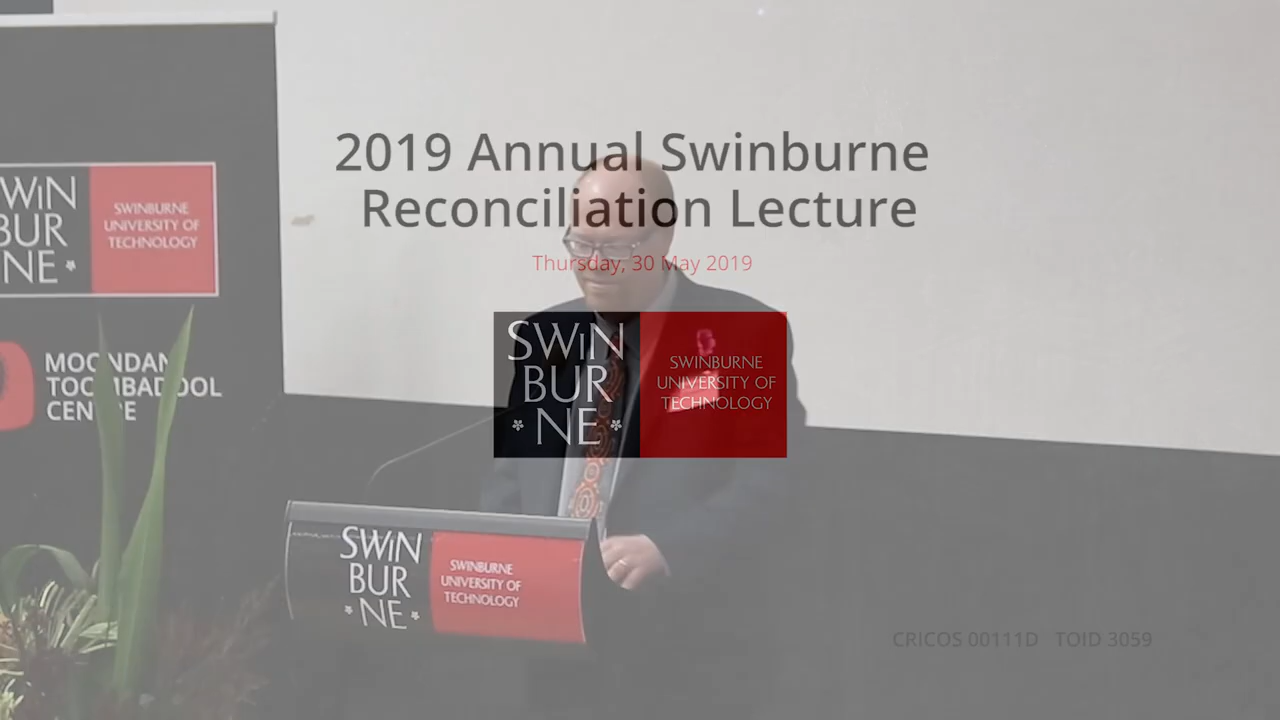 2019 Annual Swinburne
Reconciliation Lecture
Thursday, 30 May 2019
SWIN
BUR
NE
SWINBURNE
UNIVERSITY OF
TECHNOLOGY
WIN
BUR
NE
SWINBURNE
UNIVERSITY OF
TECHNOLOGY
MOONDANI
TOOMBADOOL
CENTRE
SWIN
BUR
NE
SWINBURNE
UNIVERSITY OF
TECHNOLOGY
CRICOS 00111D TOID 3059